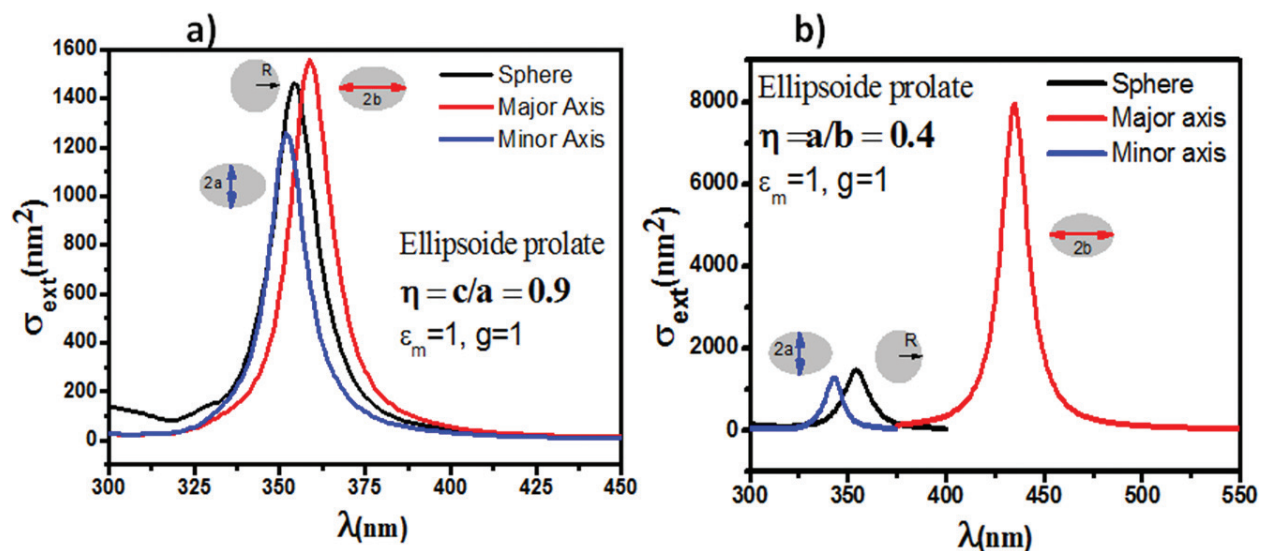 a)
1600
1400
1200
1000
800
600
400
200
0
σext(nm²)
300
325
350
375
400
425
450
λ(nm)
R
2b
2a
Sphere
Major Axis
Minor Axis
Ellipsoide prolate
η = c/a = 0.9
εm=1, g=1
b)
8000
6000
4000
2000
0
σext(nm²)
300
350
400
450
500
550
λ(nm)
Ellipsoide prolate
η = a/b = 0.4
εm=1, g=1
Sphere
Major axis
Minor axis
2b
2a
R